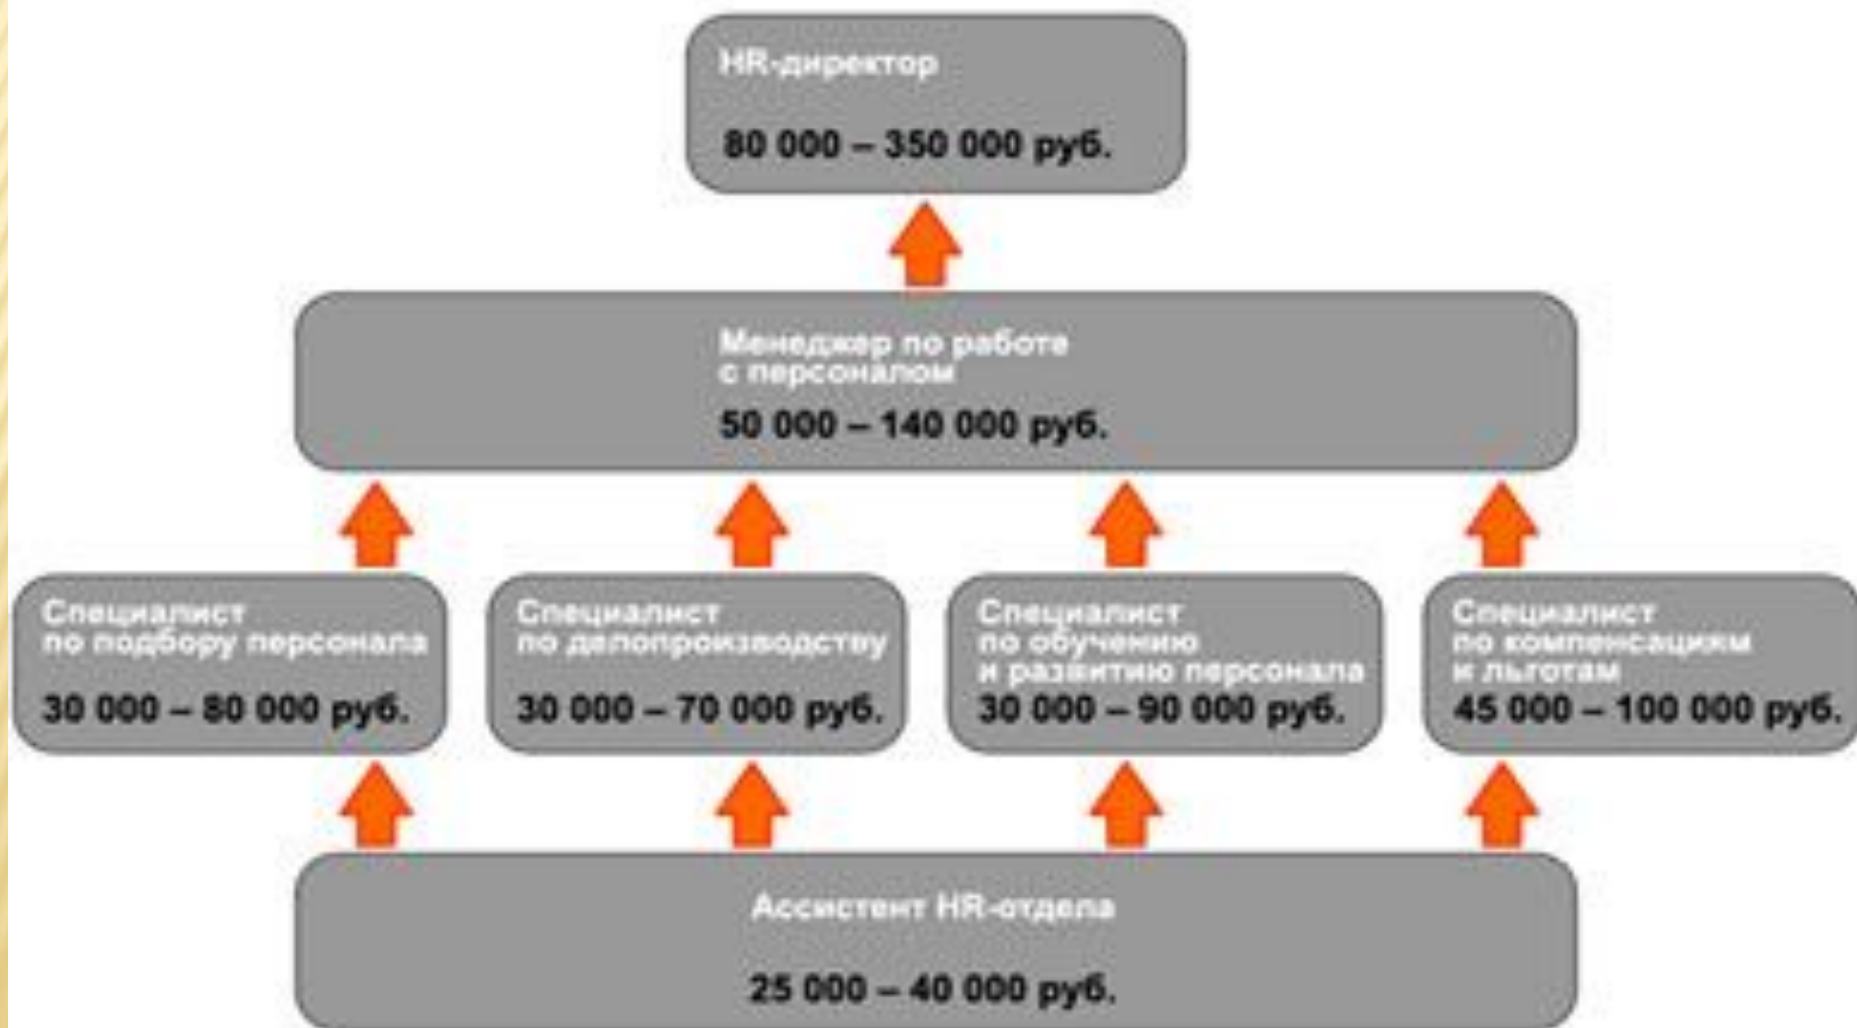 HR-директор
80 000 – 350 000 руб.
Менеджер по работе
с персоналом
50 000 – 140 000 руб.
Специалист
по подбору персонала
30 000 – 80 000 руб.
Специалист
по делопроизводству
30 000 – 70 000 руб.
Специалист
по обучению
и развитию персонала
30 000 – 90 000 руб.
Специалист
по компенсациям
и льготам
45 000 – 100 000 руб.
Ассистент HR-отдела
25 000 – 40 000 руб.